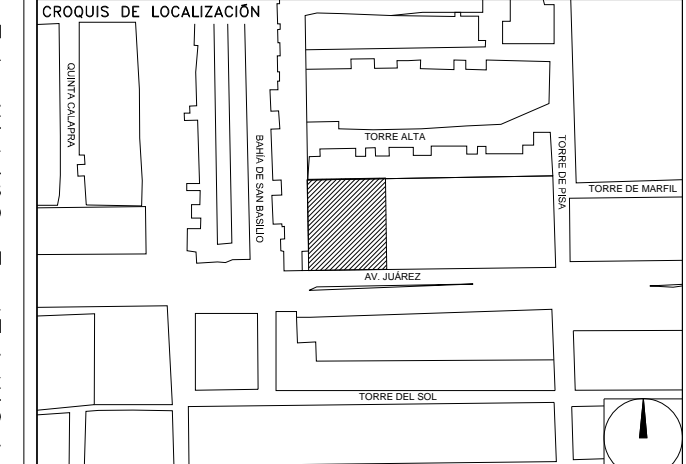 CROQUIS DE LOCALIZACIÓN
QUINTA CALAPRA
BAHÍA DE SAN BASILIO
TORRE ALTA
TORRE DE PISA
TORRE DE MARFIL
AV. JUÁREZ
TORRE DEL SOL